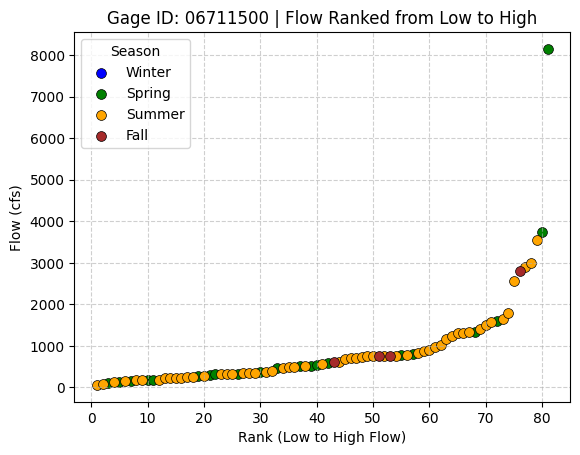 Gage ID: 06711500 | Flow Ranked from Low to High
Season
Winter
Spring
Summer
Fall
8000
7000
6000
5000
4000
3000
2000
1000
0
Flow (cfs)
0 10 20 30 40 50 60 70 80
Rank (Low to High Flow)